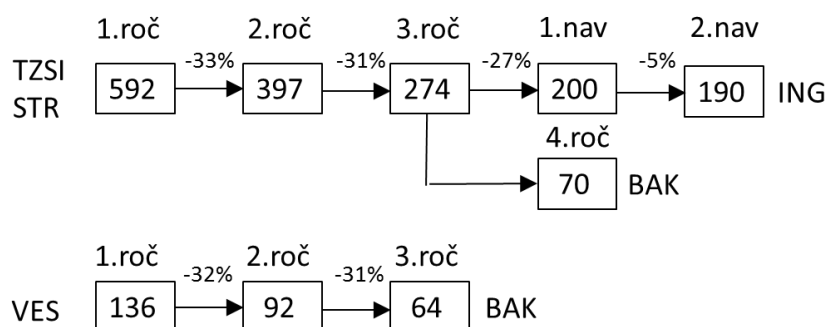 1.roč 2.roč 3.roč 1.nav 2.nav
-33% -31% -27% -5%
TZSI
STR
592 397 274 200 190 ING
4.roč
70 BAK
1.roč 2.roč 3.roč
-32% -31%
VES 136 92 64 BAK